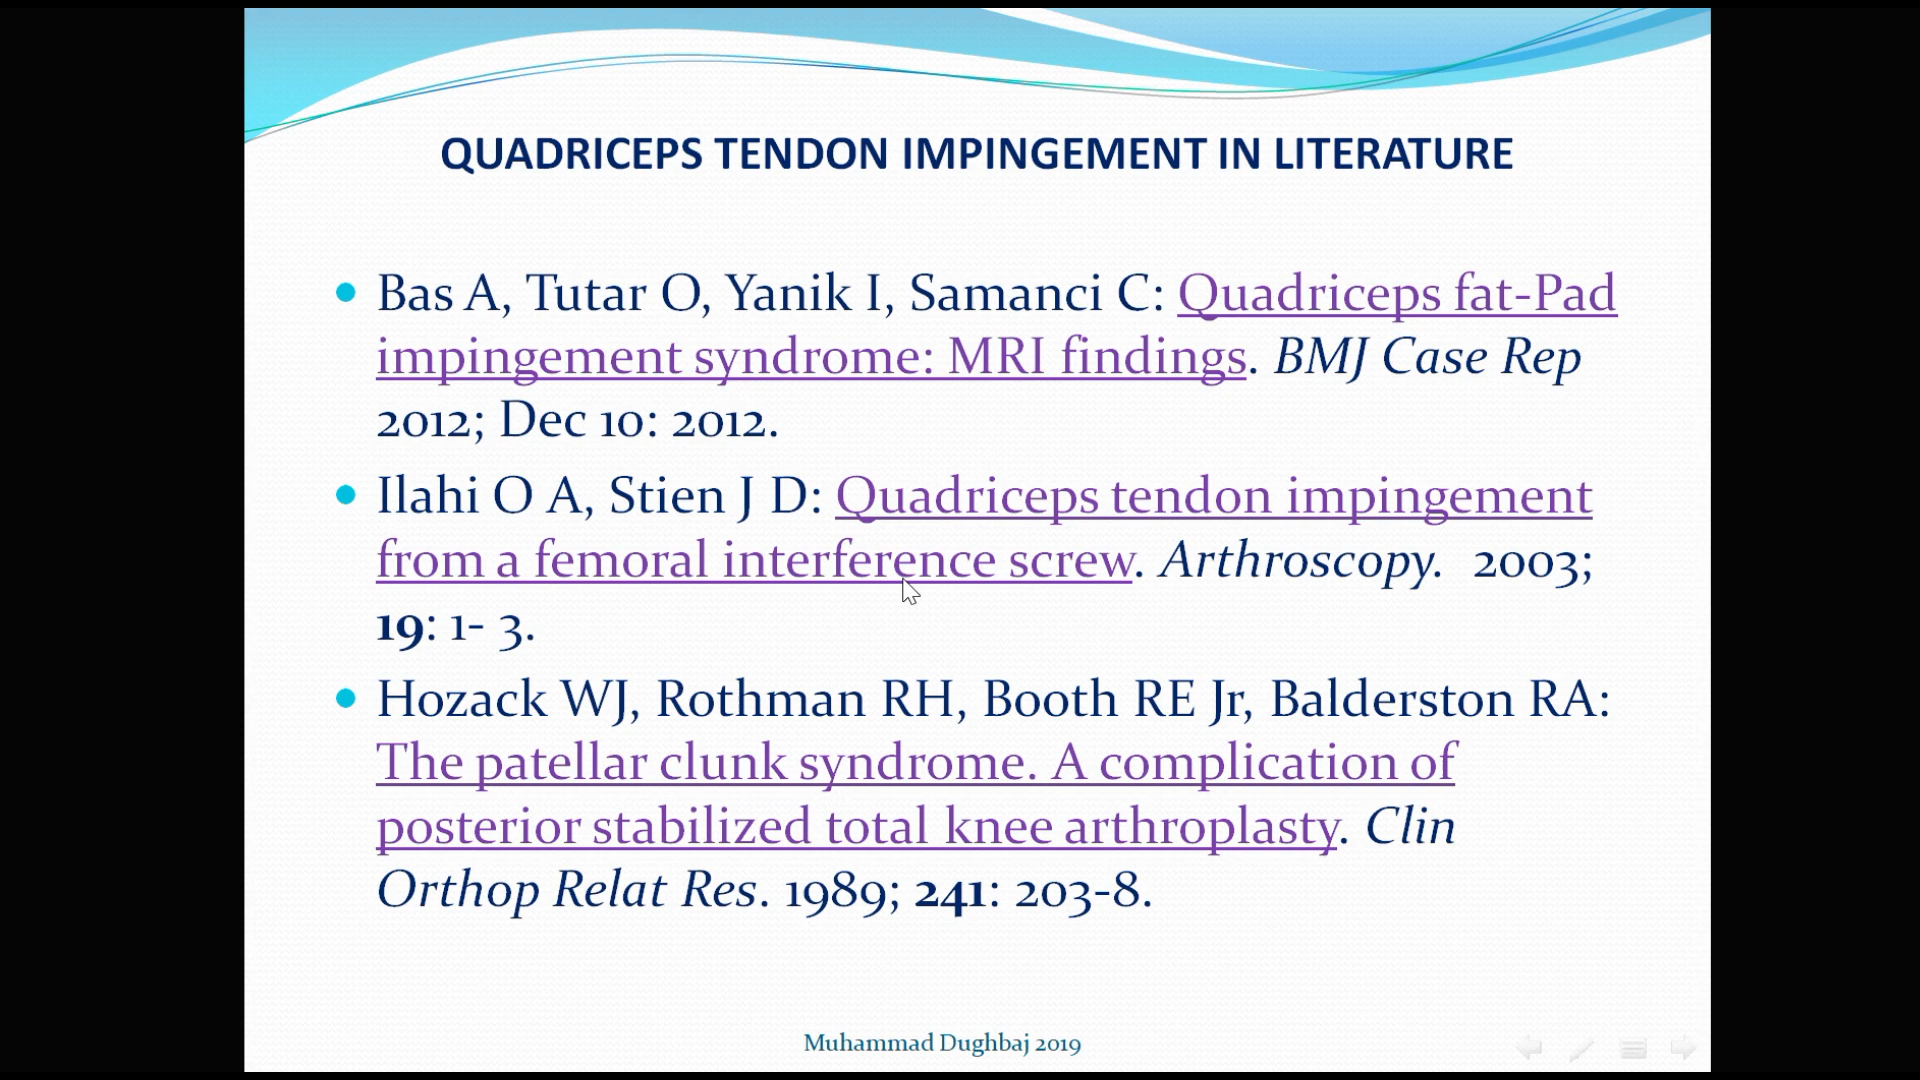 QUADRICEPS TENDON IMPINGEMENT IN LITERATURE
• Bas A, Tutar O, Yanik I, Samanci C: Quadriceps fat-Pad
impingement syndrome: MRI findings. BMJ Case Rep
2012; Dec 10: 2012.
• Ilahi O A, Stien J D: Quadriceps tendon impingement
from a femoral interference screw. Arthroscopy. 2003;
19: 1- 3.
• Hozack WJ, Rothman RH, Booth RE Jr, Balderston RA:
The patellar clunk syndrome. A complication of
posterior stabilized total knee arthroplasty. Clin
Orthop Relat Res. 1989; 241: 203-8.
Muhammad Dughbaj 2019